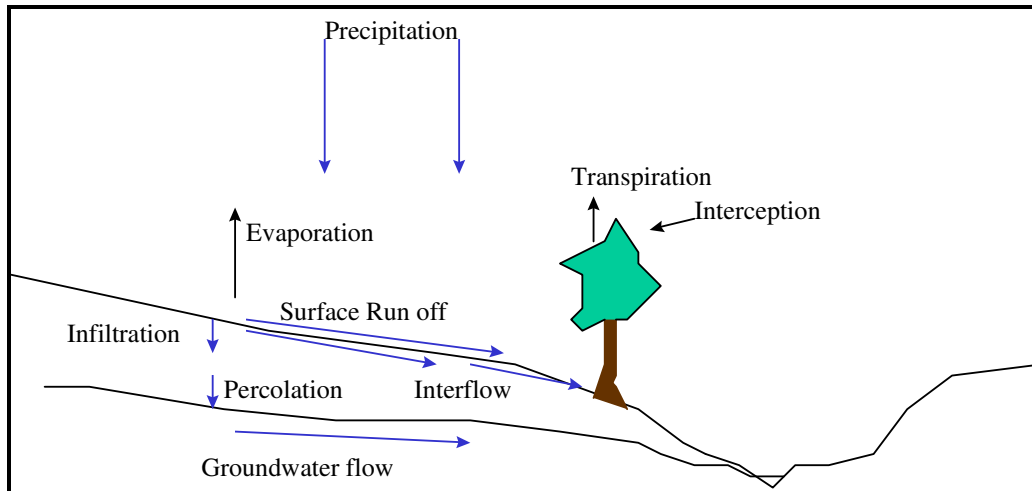 Precipitation
Transpiration
Interception
Evaporation
Surface Run off
Infiltration
Percolation
Interflow
Groundwater flow